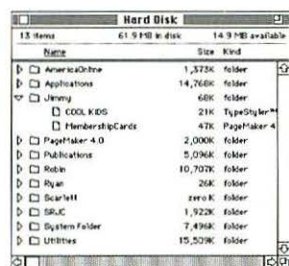 Hard Disk
13 items 61.9 MB in disk 14.9 MB available
Name Size Kind
AmericaOnline 1,373K folder
Applications 14,768K folder
Jimmy 68K folder
COOL KIDS 21K TypeStyler™
MembershipCards 47K PageMaker 4
PageMaker 4.0 2,000K folder
Publications 5,096K folder
Robin 10,707K folder
Ryan 26K folder
Scarlett zero K folder
SRJC 1,922K folder
System Folder 7,496K folder
Utilities 15,509K folder